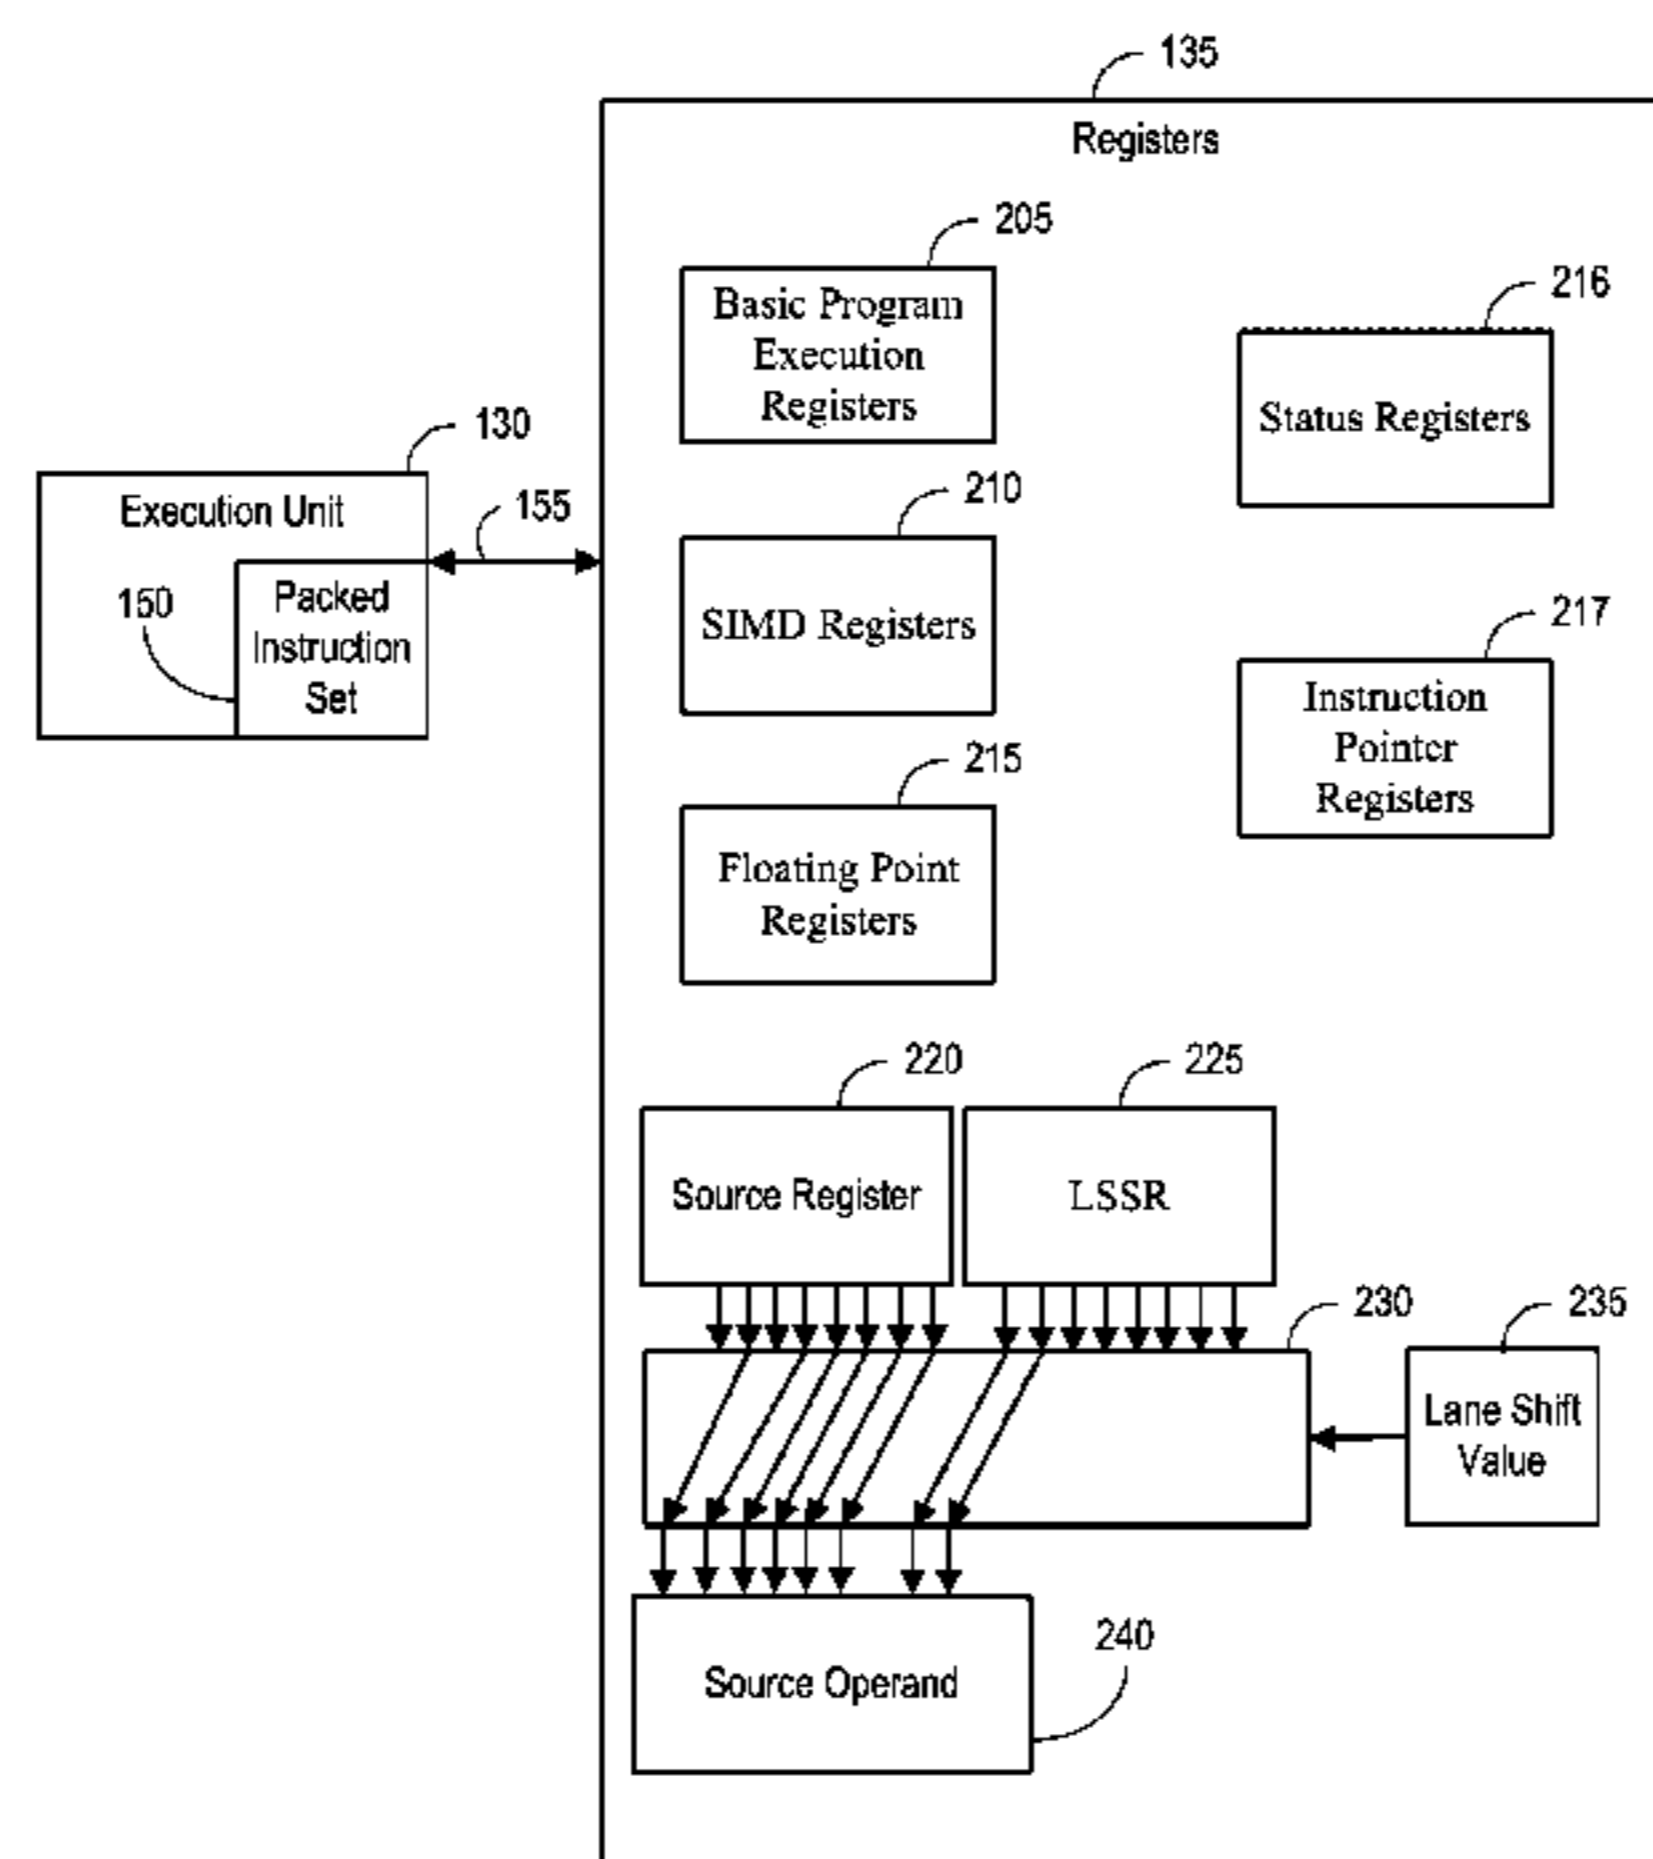 135
Registers
205
Basic Program
Execution
Registers
216
Status Registers
130
Execution Unit
155
150
Packed
Instruction
Set
210
SIMD Registers
217
Instruction
Pointer
Registers
215
Floating Point
Registers
220
225
Source Register
LSSR
230
235
Lane Shift
Value
240
Source Operand